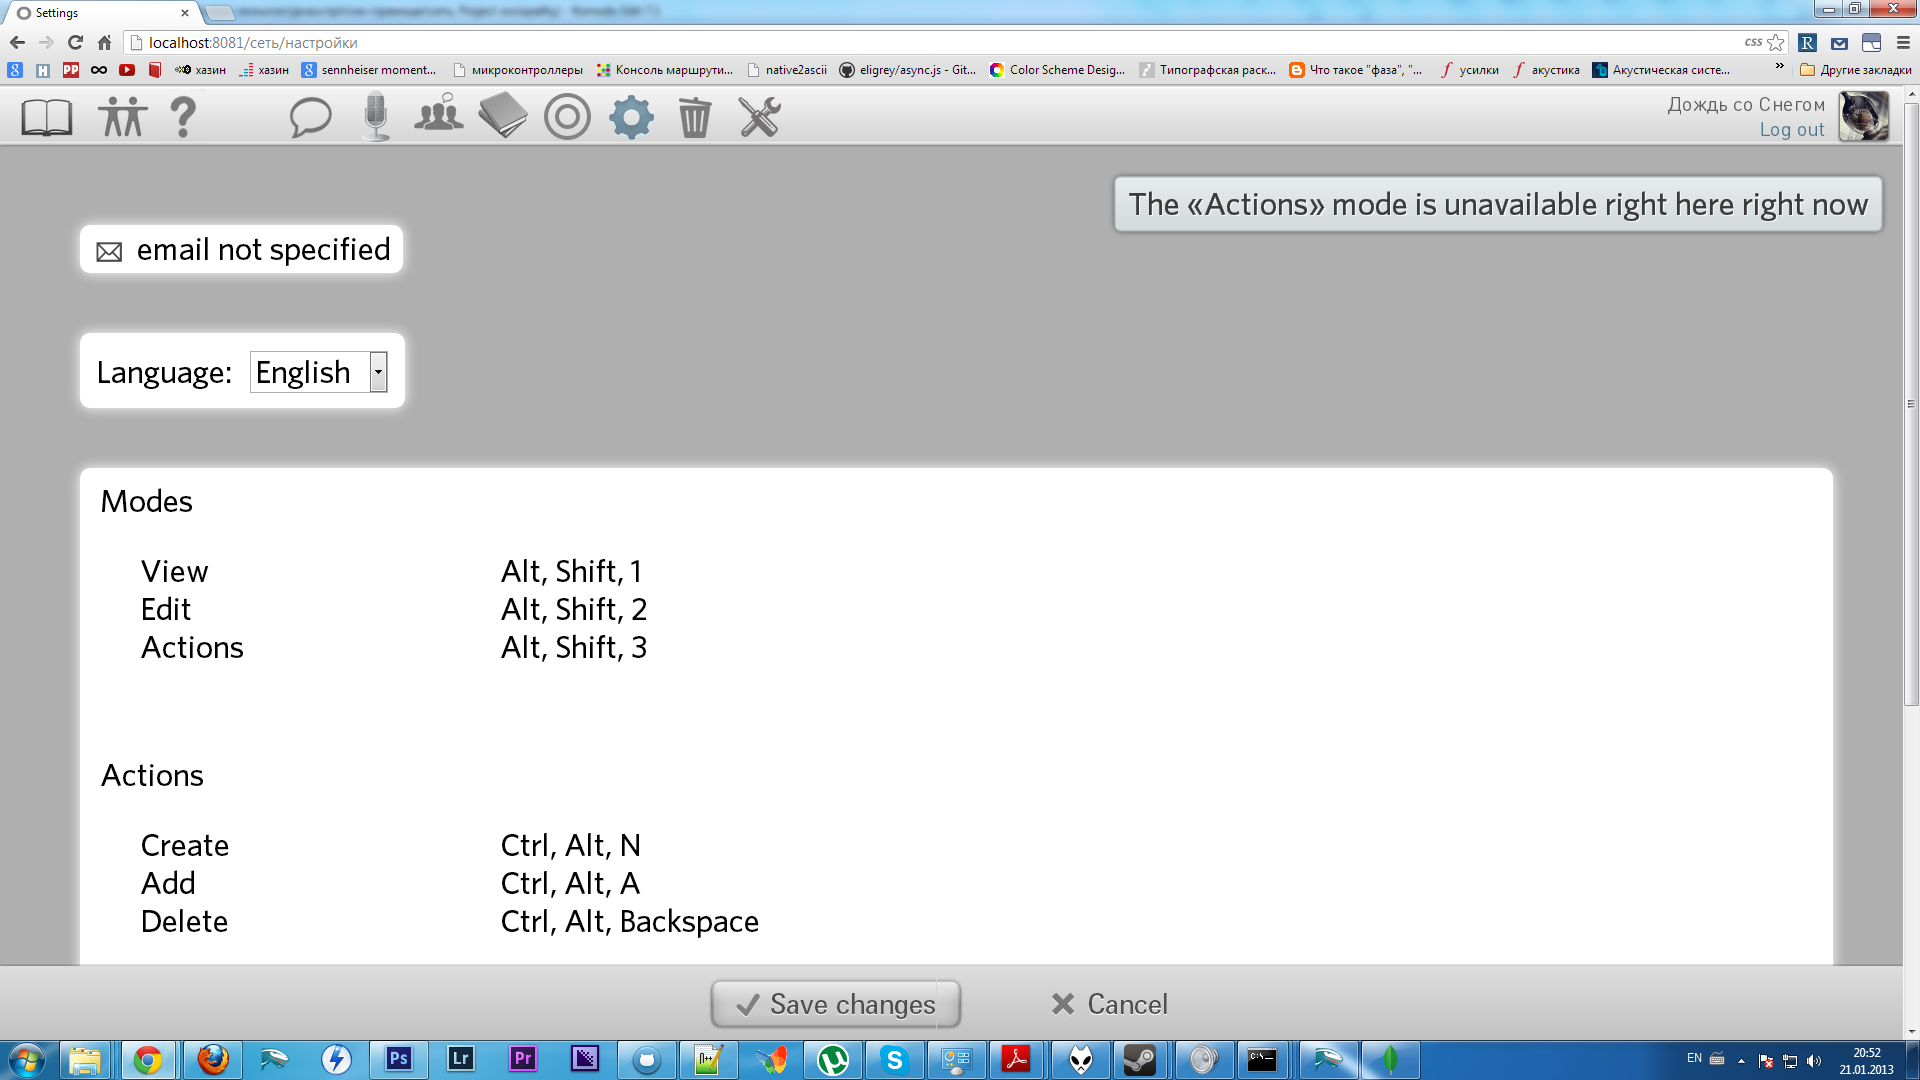 Settings
localhost:8081/сеть/настройки
css
хазин
хазин
sennheiser moment...
микроконтроллеры
Консоль маршрути...
native2ascii
eligrey/async.js - Git...
Color Scheme Desig...
Типографская раск...
Что такое "фаза", "...
усилки
акустика
Акустическая систе...
»
Другие закладки
Дождь со Снегом
Log out
The «Actions» mode is unavailable right here right now
email not specified
Language: English
Modes
View Alt, Shift, 1
Edit Alt, Shift, 2
Actions Alt, Shift, 3
Actions
Create Ctrl, Alt, N
Add Ctrl, Alt, A
Delete Ctrl, Alt, Backspace
Save changes Cancel
Ps Lr Pr
EN
20:52
21.01.2013